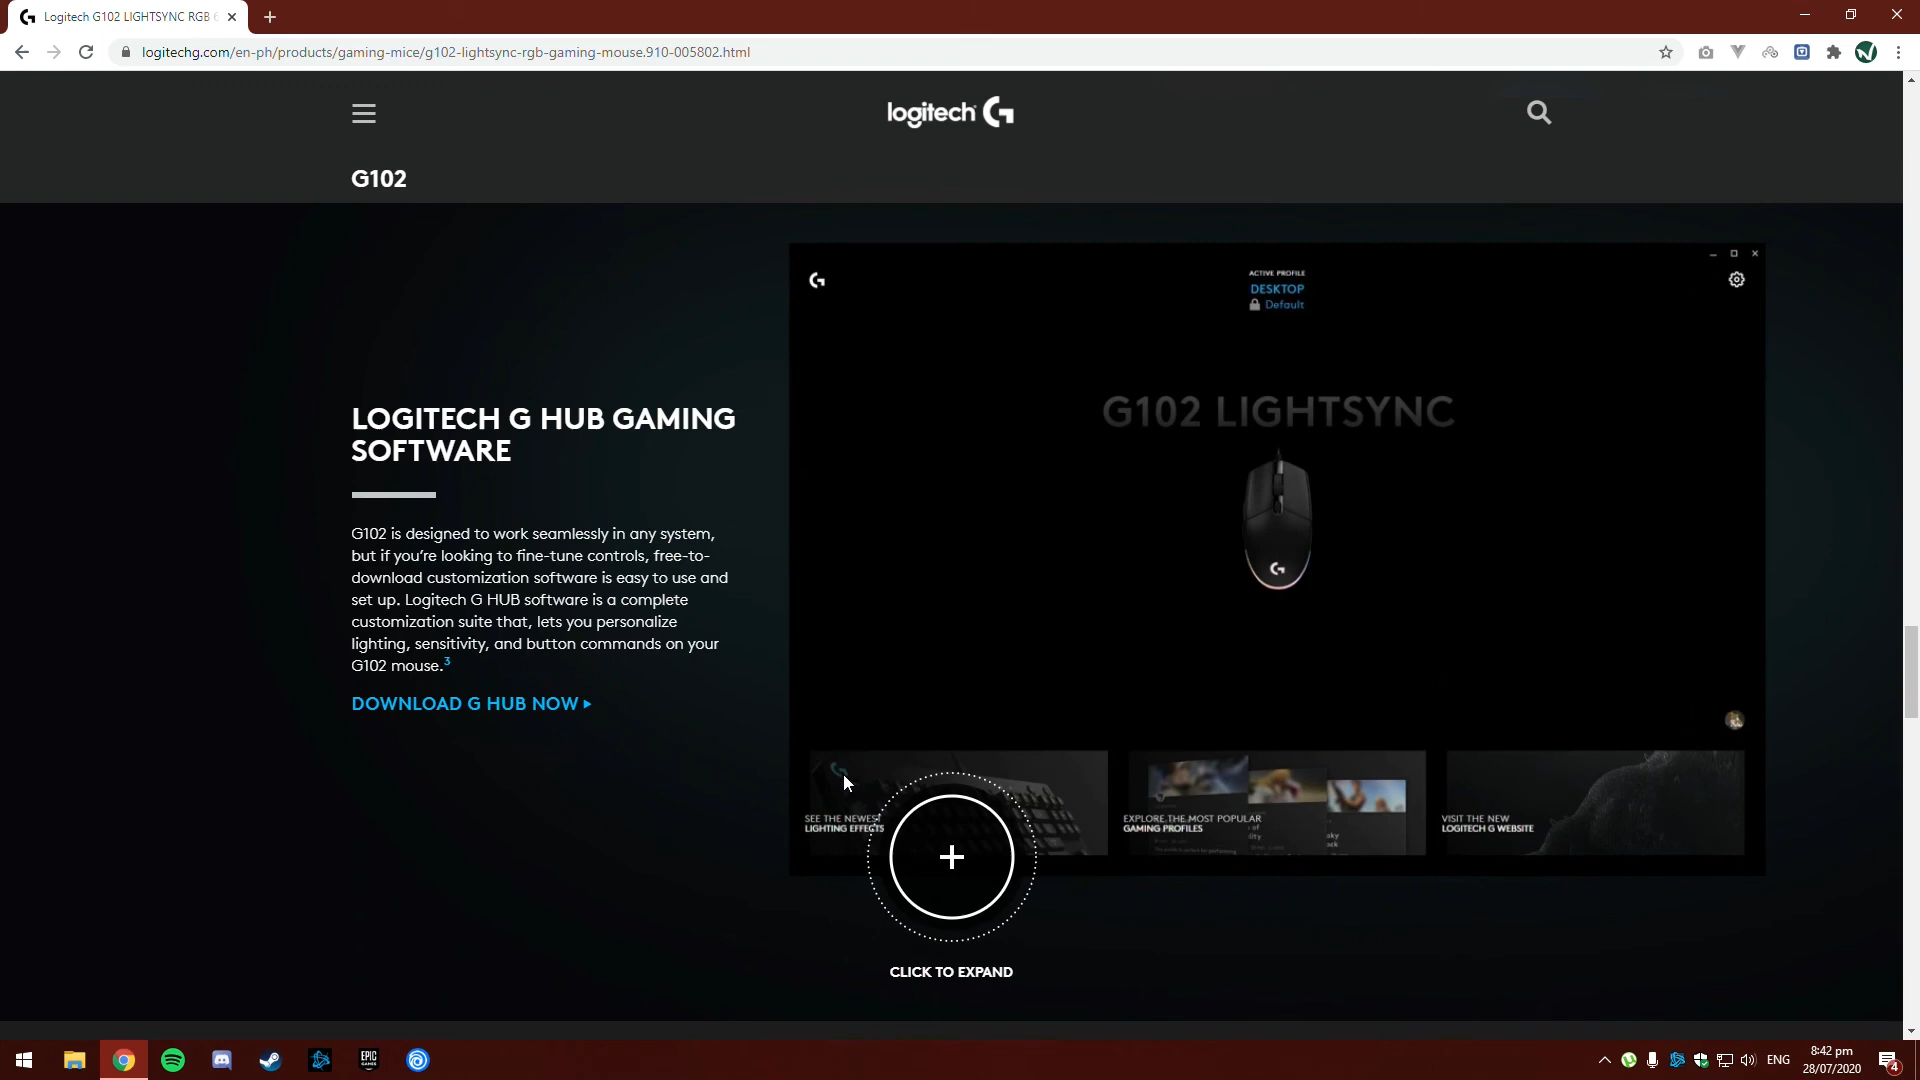 Logitech G102 LIGHTSYNC RGB
logitechg.com/en-ph/products/gaming-mice/g102-lightsync-rgb-gaming-mouse.910-005802.html
logitech G
G102
ACTIVE PROFILE
DESKTOP
Default
G102 LIGHTSYNC
LOGITECH G HUB GAMING
SOFTWARE
G102 is designed to work seamlessly in any system,
but if you're looking to fine-tune controls, free-to-
download customization software is easy to use and
set up. Logitech G HUB software is a complete
customization suite that, lets you personalize
lighting, sensitivity, and button commands on your
G102 mouse.3
DOWNLOAD G HUB NOW
SEE THE NEWEST
LIGHTING EFFECTS
EXPLORE THE MOST POPULAR
GAMING PROFILES
VISIT THE NEW
LOGITECH G WEBSITE
CLICK TO EXPAND
EPIC
GAMES
ENG
8:42 pm
28/07/2020
4